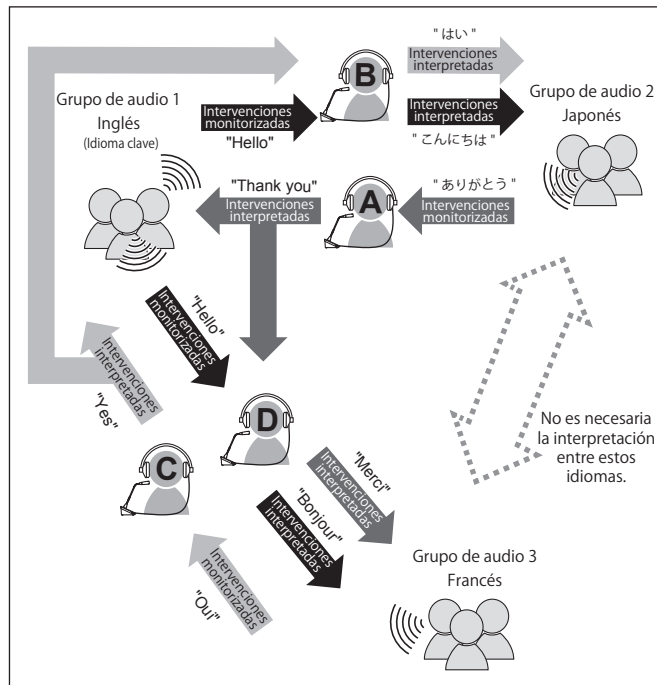 " はい "
Intervenciones
interpretadas
B
Grupo de audio 1
Inglés
(Idioma clave)
Intervenciones
monitorizadas
"Hello"
Intervenciones
interpretadas
" こんにちは "
Grupo de audio 2
Japonés
"Thank you"
Intervenciones
interpretadas
A
" ありがとう "
Intervenciones
monitorizadas
"Hello"
Intervenciones
monitorizadas
Intervenciones
interpretadas
"Yes"
D
C
"Merci"
Intervenciones
interpretadas
"Bonjour"
Intervenciones
interpretadas
Intervenciones
monitorizadas
"Oui"
No es necesaria
la interpretación
entre estos
idiomas.
Grupo de audio 3
Francés